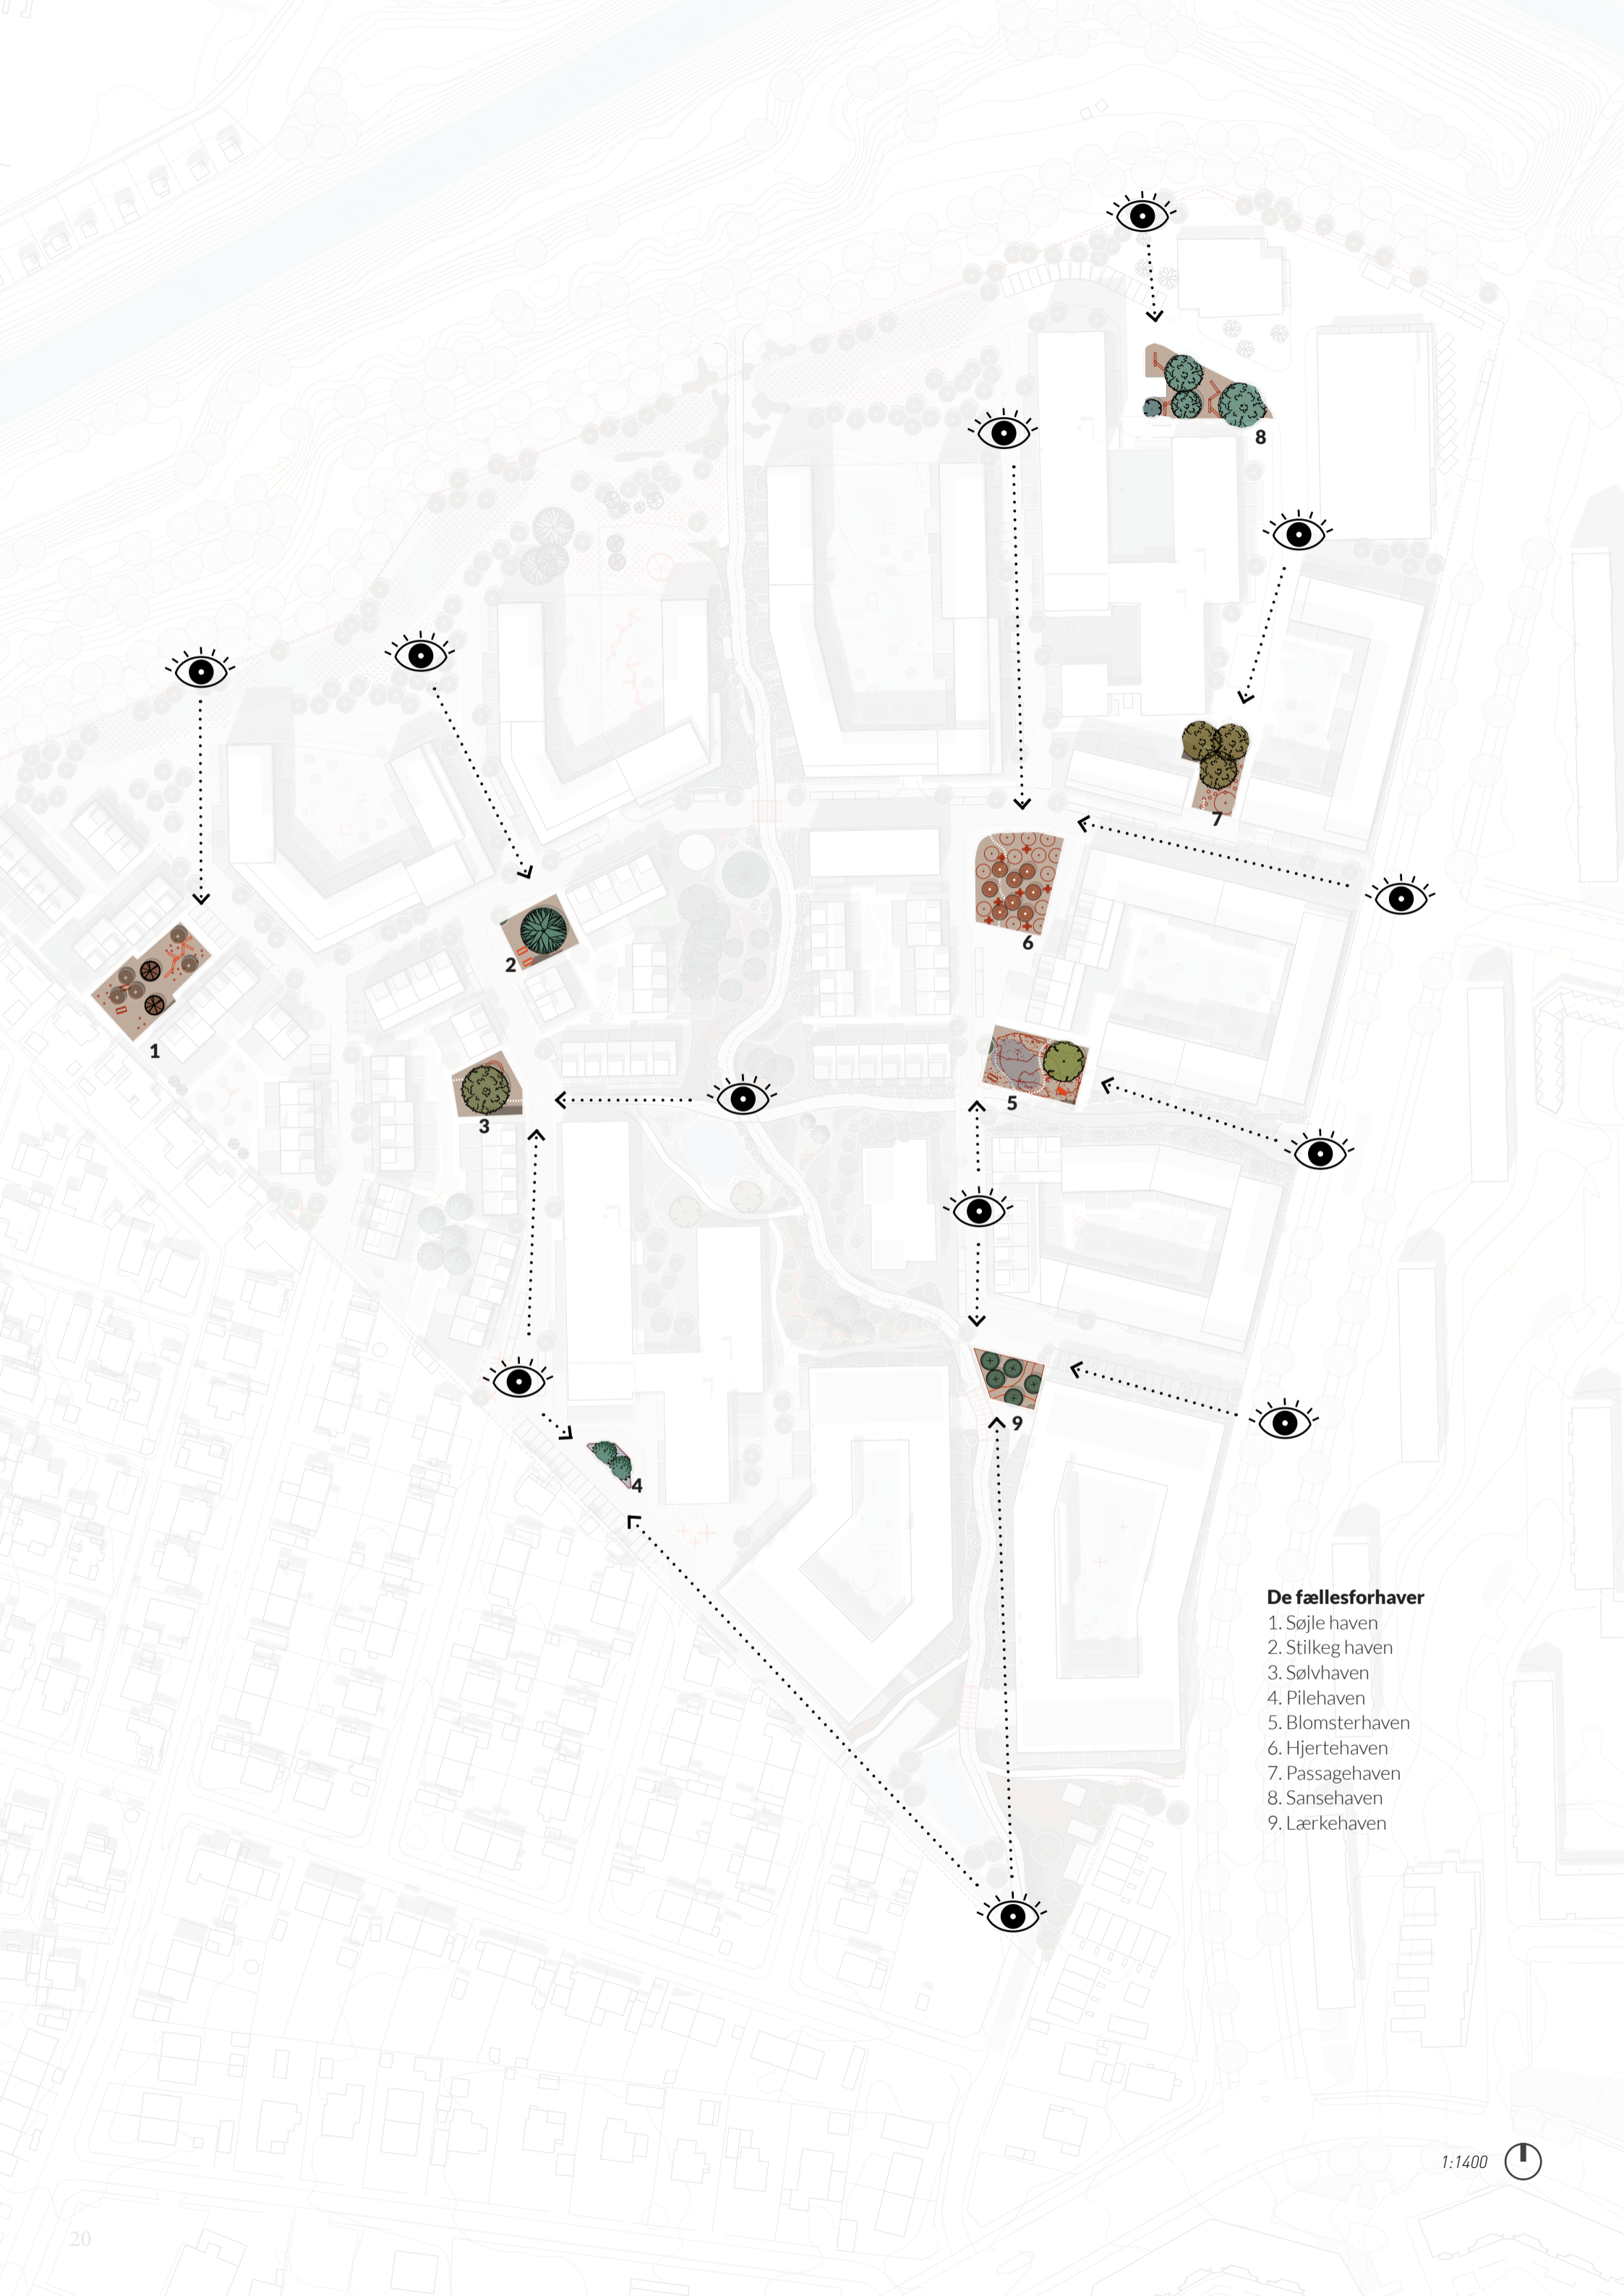 8
7
6
2
1
5
3
9
4
De fællesforhaver
1. Søjle haven
2. Stilkeg haven
3. Sølvhaven
4. Pilehaven
5. Blomsterhaven
6. Hjertehaven
7. Passagehaven
8. Sansehaven
9. Lærkehaven
1:1400
20